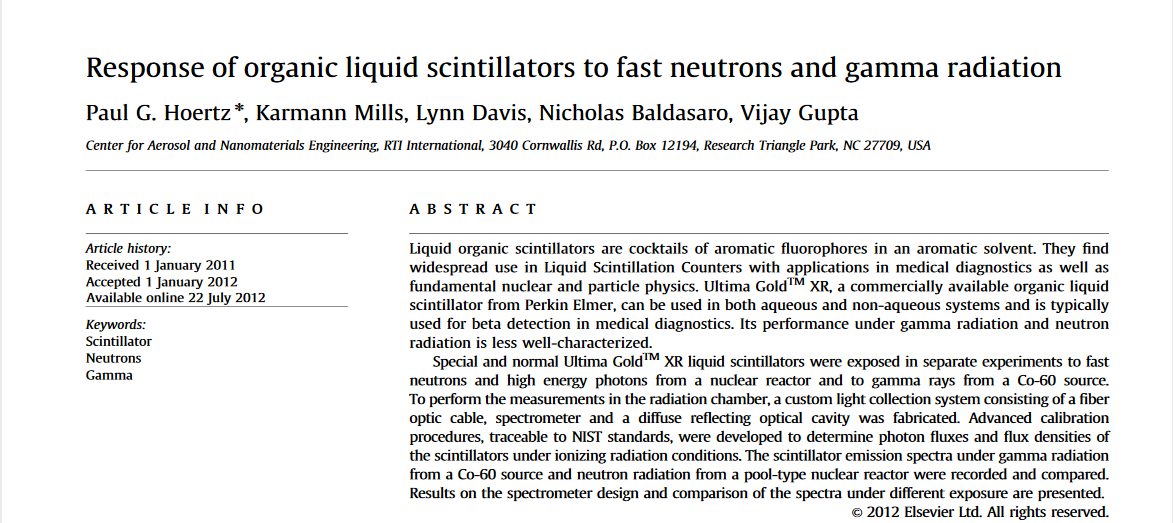 Response of organic liquid scintillators to fast neutrons and gamma radiation
Paul G. Hoertz*, Karmann Mills, Lynn Davis, Nicholas Baldasaro, Vijay Gupta
Center for Aerosol and Nanomaterials Engineering, RTI International, 3040 Cornwallis Rd, P.O. Box 12194, Research Triangle Park, NC 27709, USA
ARTICLE INFO
Article history:
Received 1 January 2011
Accepted 1 January 2012
Available online 22 July 2012
Keywords:
Scintillator
Neutrons
Gamma
ABSTRACT
Liquid organic scintillators are cocktails of aromatic fluorophores in an aromatic solvent. They find
widespread use in Liquid Scintillation Counters with applications in medical diagnostics as well as
fundamental nuclear and particle physics. Ultima Gold™ XR, a commercially available organic liquid
scintillator from Perkin Elmer, can be used in both aqueous and non-aqueous systems and is typically
used for beta detection in medical diagnostics. Its performance under gamma radiation and neutron
radiation is less well-characterized.
Special and normal Ultima Gold™ XR liquid scintillators were exposed in separate experiments to fast
neutrons and high energy photons from a nuclear reactor and to gamma rays from a Co-60 source.
To perform the measurements in the radiation chamber, a custom light collection system consisting of a fiber
optic cable, spectrometer and a diffuse reflecting optical cavity was fabricated. Advanced calibration
procedures, traceable to NIST standards, were developed to determine photon fluxes and flux densities of
the scintillators under ionizing radiation conditions. The scintillator emission spectra under gamma radiation
from a Co-60 source and neutron radiation from a pool-type nuclear reactor were recorded and compared.
Results on the spectrometer design and comparison of the spectra under different exposure are presented.
© 2012 Elsevier Ltd. All rights reserved.